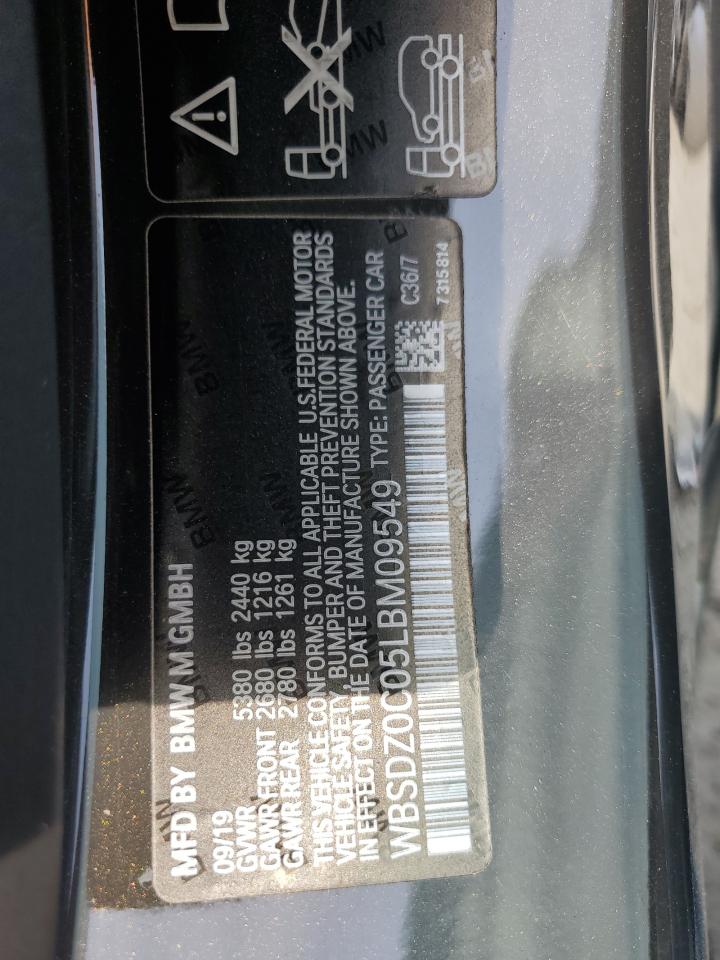 MFD BY BMW M GMBH
09/19
GVWR 5380 lbs 2440 kg
GAWR FRONT 2680 lbs 1216 kg
GAWR REAR 2780 lbs 1261 kg
THIS VEHICLE CONFORMS TO ALL APPLICABLE U.S.FEDERAL MOTOR
VEHICLE SAFETY, BUMPER AND THEFT PREVENTION STANDARDS
IN EFFECT ON THE DATE OF MANUFACTURE SHOWN ABOVE.
WBSDZ0C05LBM09549 TYPE: PASSENGER CAR
C36/7
7 315 814